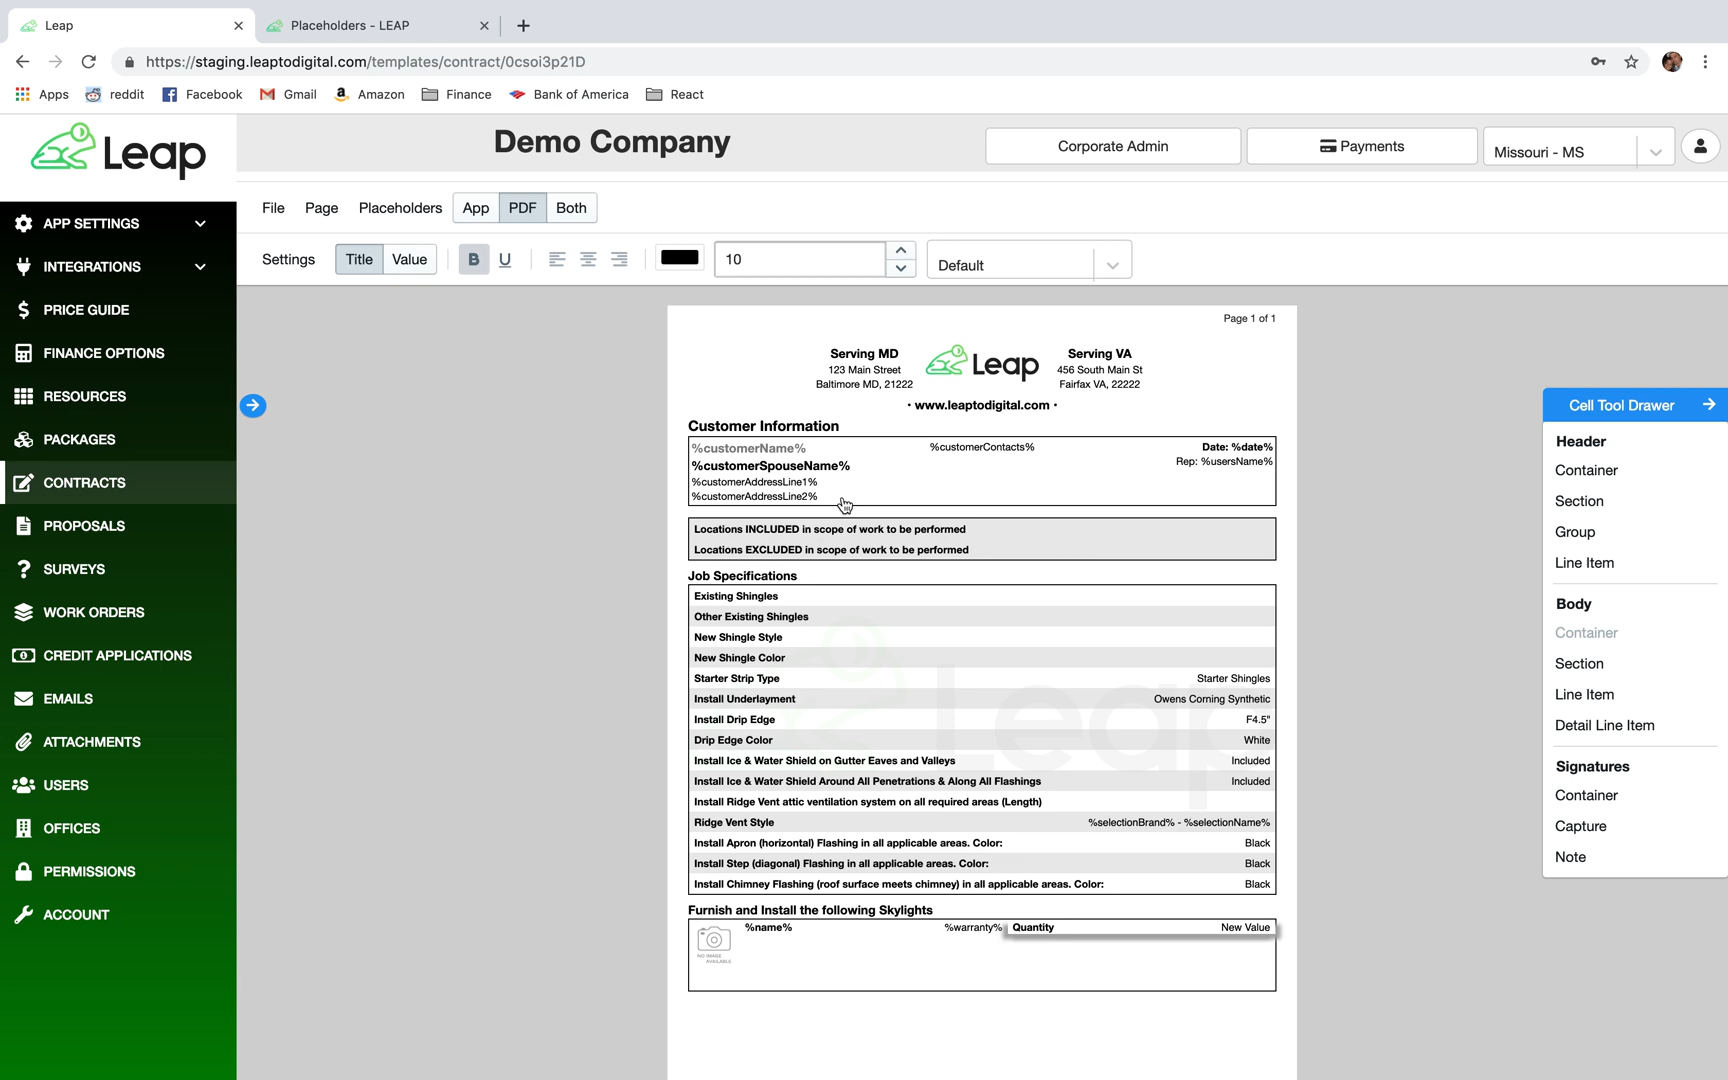 Leap
Placeholders - LEAP
https://staging.leaptodigital.com/templates/contract/0csoi3p21D
Apps
reddit
Facebook
Gmail
Amazon
Finance
Bank of America
React
Leap
Demo Company
Corporate Admin
Payments
Missouri - MS
APP SETTINGS
INTEGRATIONS
PRICE GUIDE
FINANCE OPTIONS
RESOURCES
PACKAGES
CONTRACTS
PROPOSALS
SURVEYS
WORK ORDERS
CREDIT APPLICATIONS
EMAILS
ATTACHMENTS
USERS
OFFICES
PERMISSIONS
ACCOUNT
File Page Placeholders App PDF Both
Settings Title Value B U 10 Default
Page 1 of 1
Serving MD
123 Main Street
Baltimore MD, 21222
Leap
Serving VA
456 South Main St
Fairfax VA, 22222
• www.leaptodigital.com •
Customer Information
%customerName% %customerContacts% Date: %date%
%customerSpouseName% Rep: %usersName%
%customerAddressLine1%
%customerAddressLine2%
Locations INCLUDED in scope of work to be performed
Locations EXCLUDED in scope of work to be performed
Job Specifications
Existing Shingles
Other Existing Shingles
New Shingle Style
New Shingle Color
Starter Strip Type Starter Shingles
Install Underlayment Owens Corning Synthetic
Install Drip Edge F4.5"
Drip Edge Color White
Install Ice & Water Shield on Gutter Eaves and Valleys Included
Install Ice & Water Shield Around All Penetrations & Along All Flashings Included
Install Ridge Vent attic ventilation system on all required areas (Length)
Ridge Vent Style %selectionBrand% - %selectionName%
Install Apron (horizontal) Flashing in all applicable areas. Color: Black
Install Step (diagonal) Flashing in all applicable areas. Color: Black
Install Chimney Flashing (roof surface meets chimney) in all applicable areas. Color: Black
Leap
Furnish and Install the following Skylights
NO IMAGE
AVAILABLE
%name% %warranty% Quantity New Value
Cell Tool Drawer
Header
Container
Section
Group
Line Item
Body
Container
Section
Line Item
Detail Line Item
Signatures
Container
Capture
Note